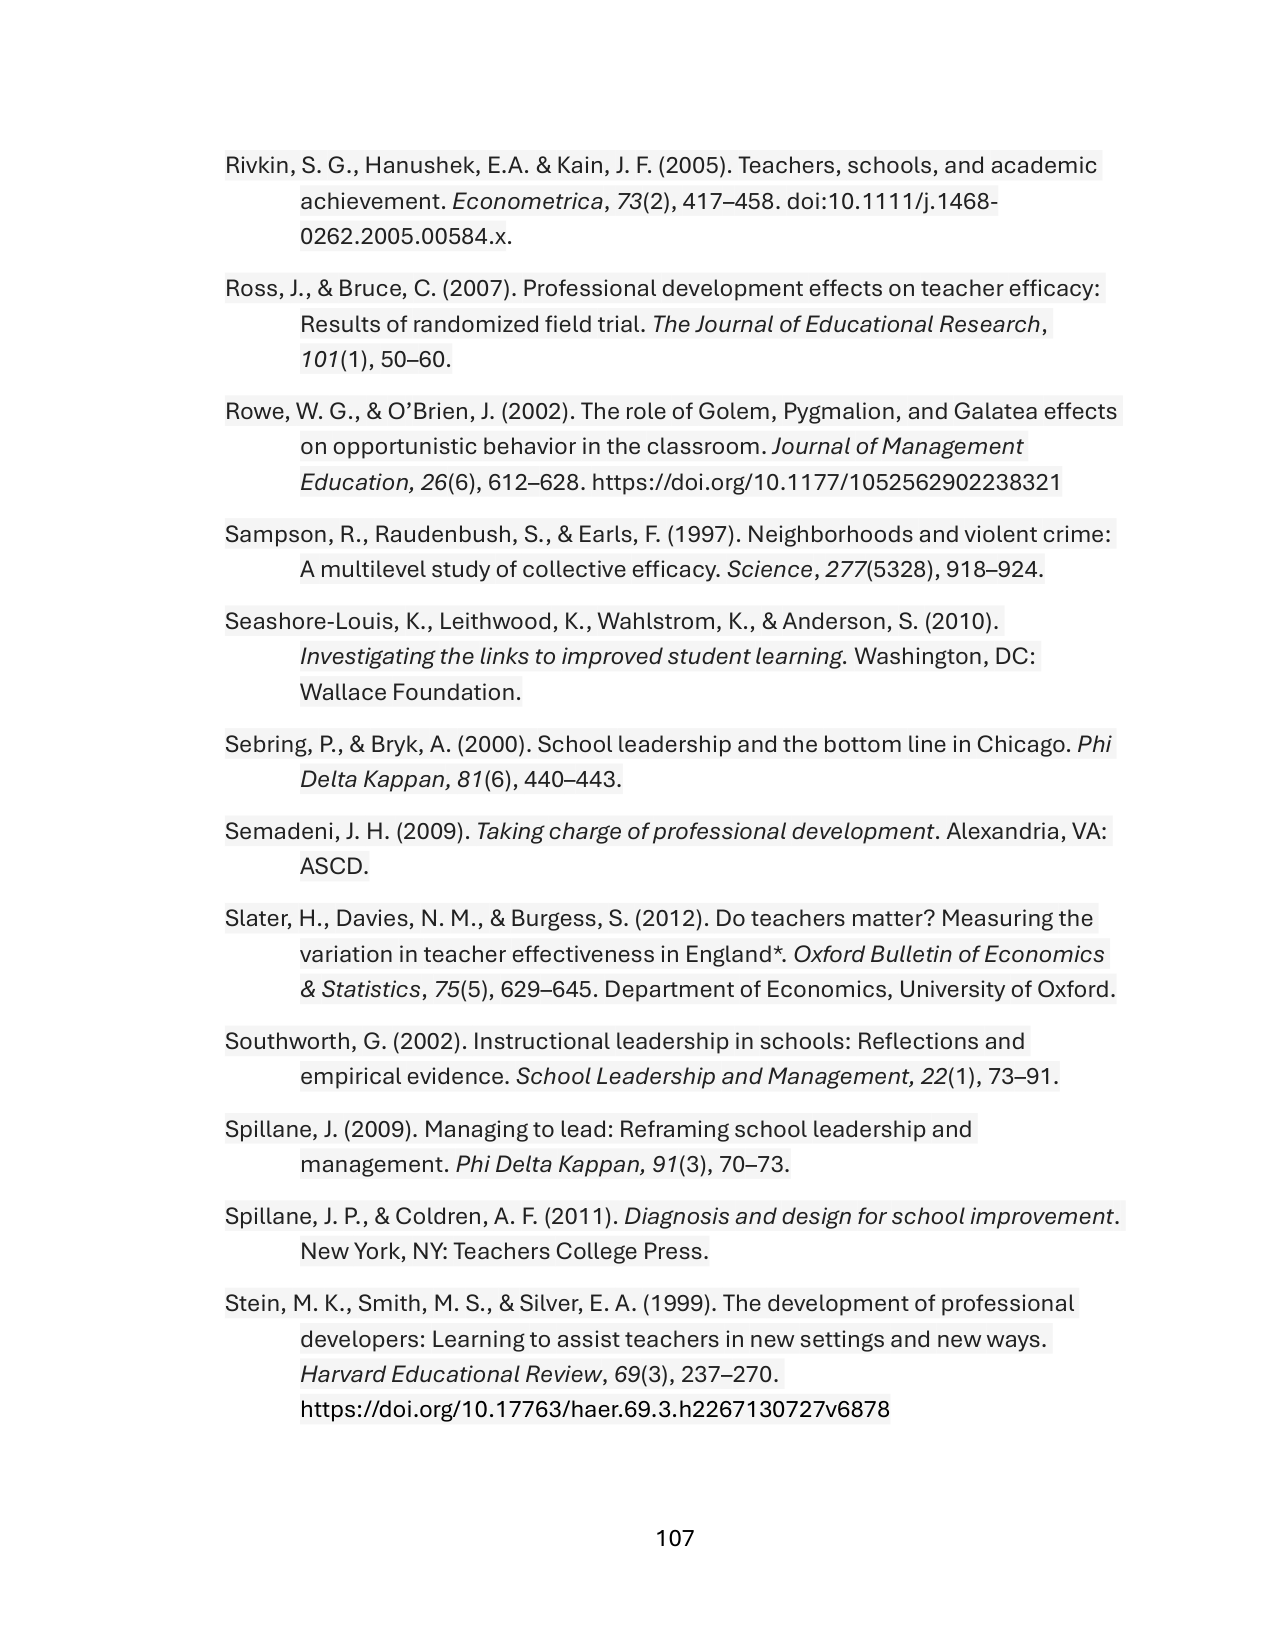 Rivkin, S. G., Hanushek, E.A. & Kain, J. F. (2005). Teachers, schools, and academic
achievement. Econometrica, 73(2), 417–458. doi:10.1111/j.1468-
0262.2005.00584.x.
Ross, J., & Bruce, C. (2007). Professional development effects on teacher efficacy:
Results of randomized field trial. The Journal of Educational Research,
101(1), 50–60.
Rowe, W. G., & O’Brien, J. (2002). The role of Golem, Pygmalion, and Galatea effects
on opportunistic behavior in the classroom. Journal of Management
Education, 26(6), 612–628. https://doi.org/10.1177/1052562902238321
Sampson, R., Raudenbush, S., & Earls, F. (1997). Neighborhoods and violent crime:
A multilevel study of collective efficacy. Science, 277(5328), 918–924.
Seashore-Louis, K., Leithwood, K., Wahlstrom, K., & Anderson, S. (2010).
Investigating the links to improved student learning. Washington, DC:
Wallace Foundation.
Sebring, P., & Bryk, A. (2000). School leadership and the bottom line in Chicago. Phi
Delta Kappan, 81(6), 440–443.
Semadeni, J. H. (2009). Taking charge of professional development. Alexandria, VA:
ASCD.
Slater, H., Davies, N. M., & Burgess, S. (2012). Do teachers matter? Measuring the
variation in teacher effectiveness in England*. Oxford Bulletin of Economics
& Statistics, 75(5), 629–645. Department of Economics, University of Oxford.
Southworth, G. (2002). Instructional leadership in schools: Reflections and
empirical evidence. School Leadership and Management, 22(1), 73–91.
Spillane, J. (2009). Managing to lead: Reframing school leadership and
management. Phi Delta Kappan, 91(3), 70–73.
Spillane, J. P., & Coldren, A. F. (2011). Diagnosis and design for school improvement.
New York, NY: Teachers College Press.
Stein, M. K., Smith, M. S., & Silver, E. A. (1999). The development of professional
developers: Learning to assist teachers in new settings and new ways.
Harvard Educational Review, 69(3), 237–270.
https://doi.org/10.17763/haer.69.3.h2267130727v6878
107